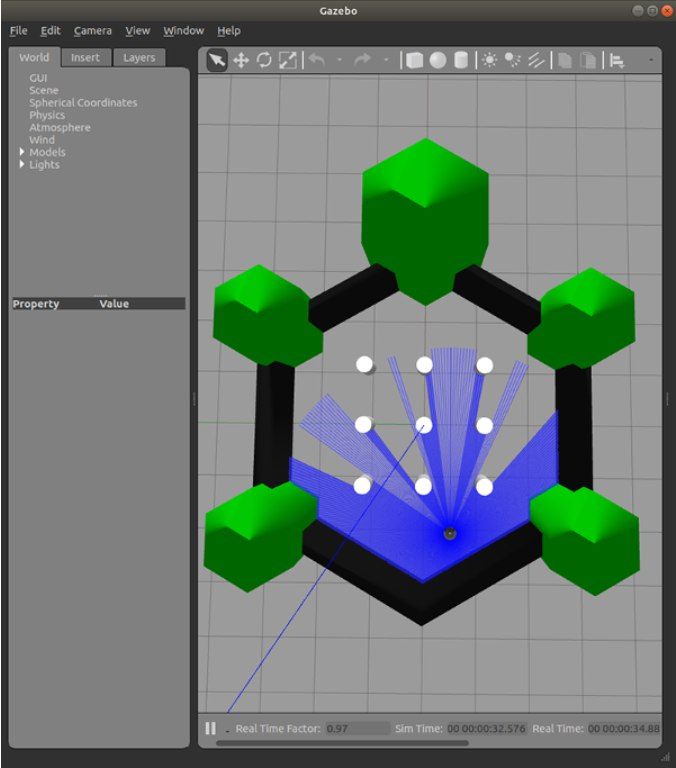 Gazebo
File Edit Camera View Window Help
World Insert Layers
GUI
Scene
Spherical Coordinates
Physics
Atmosphere
Wind
Models
Lights
Property Value
Real Time Factor: 0.97 Sim Time: 00 00:00:32.576 Real Time: 00 00:00:34.88